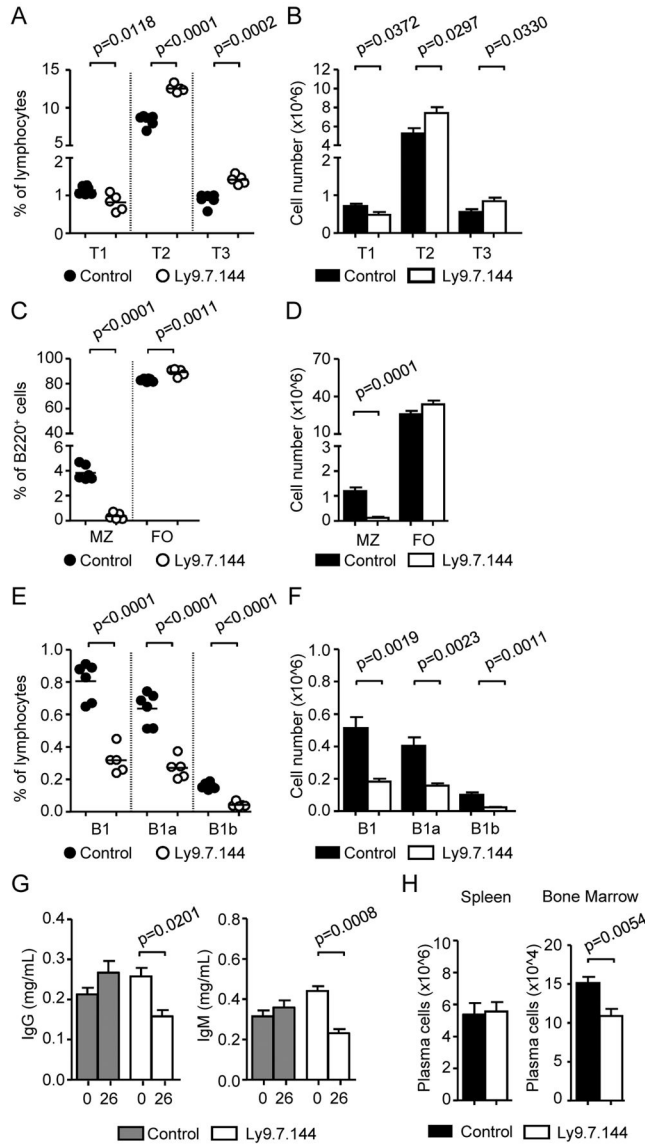 A
p=0.0118 p<0.0001 p=0.0002
% of lymphocytes
15
10
5
2
1
0
T1 T2 T3
Control Ly9.7.144
B
p=0.0372 p=0.0297 p=0.0330
Cell number (x10^6)
12
10
8
6
4
2
1
0
T1 T2 T3
Control Ly9.7.144
C
p<0.0001 p=0.0011
% of B220+ cells
100
80
60
40
8
6
4
2
0
MZ FO
Control Ly9.7.144
D
p=0.0001
Cell number (x10^6)
70
40
10
3
2
1
0
MZ FO
Control Ly9.7.144
E
p<0.0001 p<0.0001 p<0.0001
% of lymphocytes
1.0
0.8
0.6
0.4
0.2
0.0
B1 B1a B1b
Control Ly9.7.144
F
p=0.0019 p=0.0023 p=0.0011
Cell number (x10^6)
1.0
0.8
0.6
0.4
0.2
0.0
B1 B1a B1b
Control Ly9.7.144
G
p=0.0201
IgG (mg/mL)
0.4
0.3
0.2
0.1
0.0
0 26 0 26
p=0.0008
IgM (mg/mL)
0.8
0.6
0.4
0.2
0.0
0 26 0 26
Control Ly9.7.144
H
Spleen Bone Marrow
Plasma cells (x10^6)
10
8
6
4
2
0
p=0.0054
Plasma cells (x10^4)
20
15
10
5
0
Control Ly9.7.144